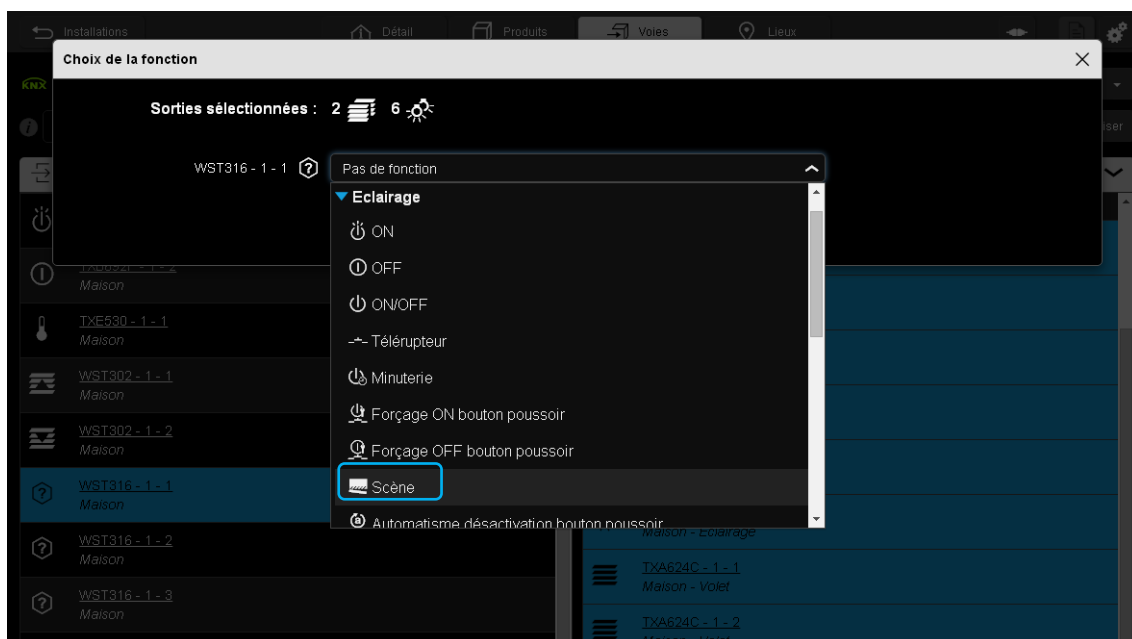 Installations
Détail
Produits
Voies
Lieux
Choix de la fonction
KNX
Sorties sélectionnées : 2 6
iser
WST316 - 1 - 1 Pas de fonction
Eclairage
ON
OFF
ON/OFF
Télérupteur
Minuterie
Forçage ON bouton poussoir
Forçage OFF bouton poussoir
Scène
Automatisme désactivation bouton poussoir
Maison
TXE530 - 1 - 1
Maison
WST302 - 1 - 1
Maison
WST302 - 1 - 2
Maison
WST316 - 1 - 1
Maison
WST316 - 1 - 2
Maison
WST316 - 1 - 3
Maison
Maison - Eclairage
TXA624C - 1 - 1
Maison - Volet
TXA624C - 1 - 2